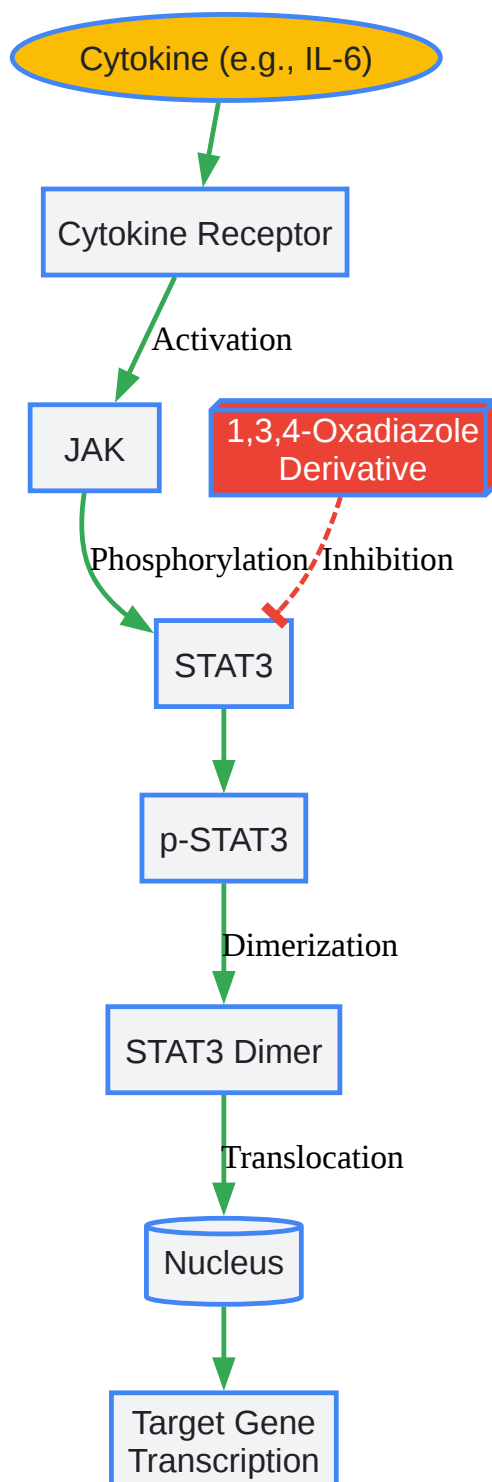 Cytokine (e.g., IL-6)
Cytokine Receptor
Activation
JAK
1,3,4-Oxadiazole
Derivative
Phosphorylation
Inhibition
STAT3
p-STAT3
Dimerization
STAT3 Dimer
Translocation
Nucleus
Target Gene
Transcription